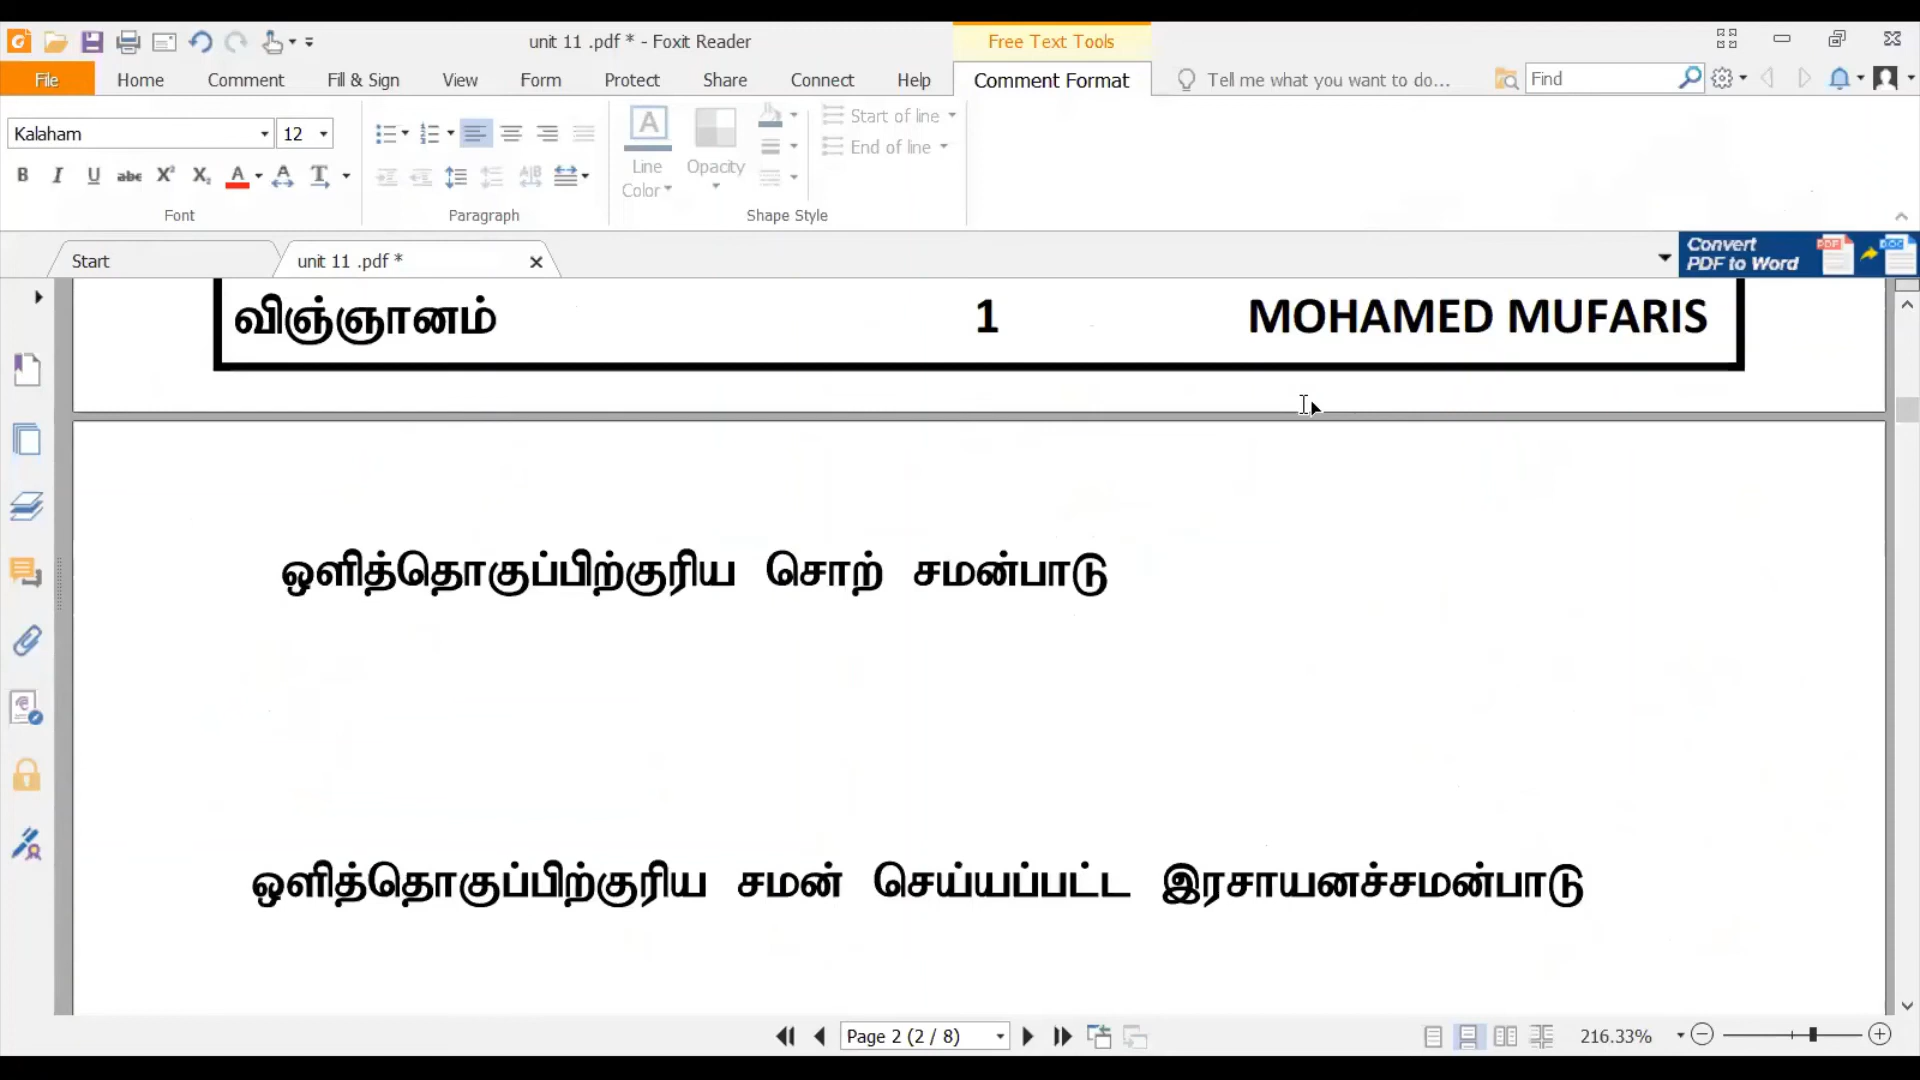 unit 11 .pdf * - Foxit Reader
Free Text Tools
File Home Comment Fill & Sign View Form Protect Share Connect Help Comment Format Tell me what you want to do... Find
Kalaham 12
Start of line
End of line
Line Color
Opacity
Font Paragraph Shape Style
Start unit 11 .pdf * Convert PDF to Word
விஞ்ஞானம் 1 MOHAMED MUFARIS
ஒளித்தொகுப்பிற்குரிய சொற் சமன்பாடு
ஒளித்தொகுப்பிற்குரிய சமன் செய்யப்பட்ட இரசாயனச்சமன்பாடு
Page 2 (2 / 8) 216.33%